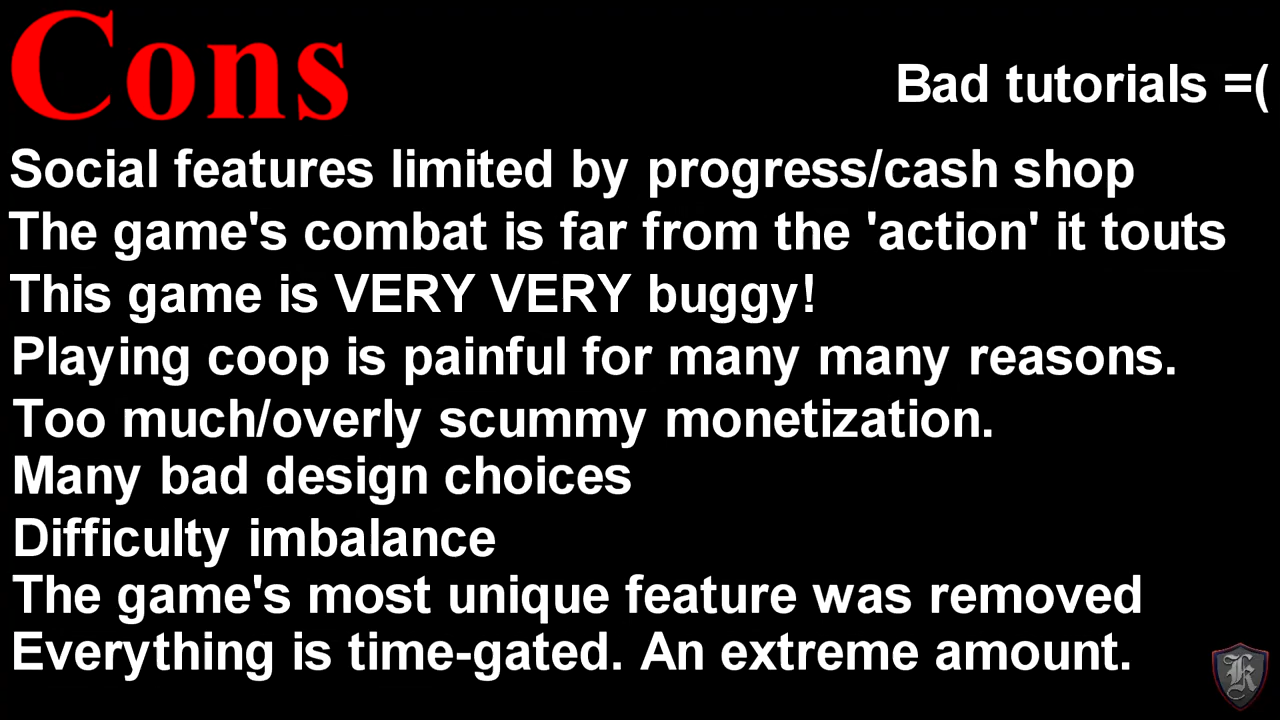 Cons
Bad tutorials =(
Social features limited by progress/cash shop
The game's combat is far from the 'action' it touts
This game is VERY VERY buggy!
Playing coop is painful for many many reasons.
Too much/overly scummy monetization.
Many bad design choices
Difficulty imbalance
The game's most unique feature was removed
Everything is time-gated. An extreme amount.
K